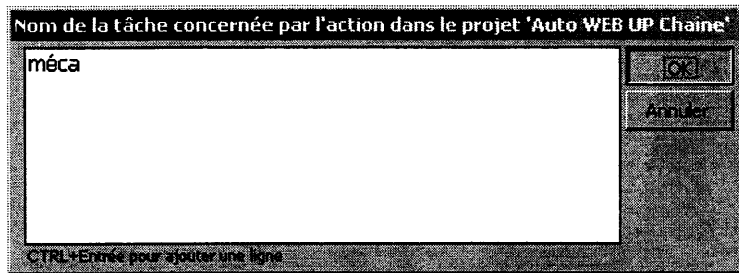 Nom de la tâche concernée par l'action dans le projet 'Auto WEB UP Chaine'
méca
OK
Annuler
CTRL+Entrée pour ajouter une ligne